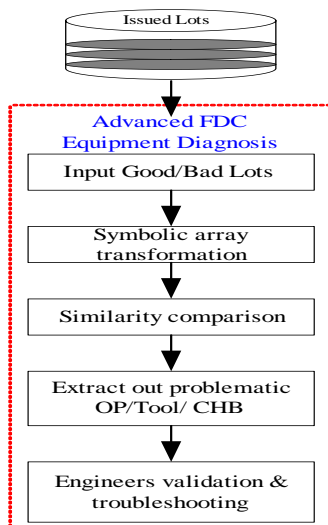 Issued Lots
Advanced FDC
Equipment Diagnosis
Input Good/Bad Lots
Symbolic array
transformation
Similarity comparison
Extract out problematic
OP/Tool/ CHB
Engineers validation &
troubleshooting